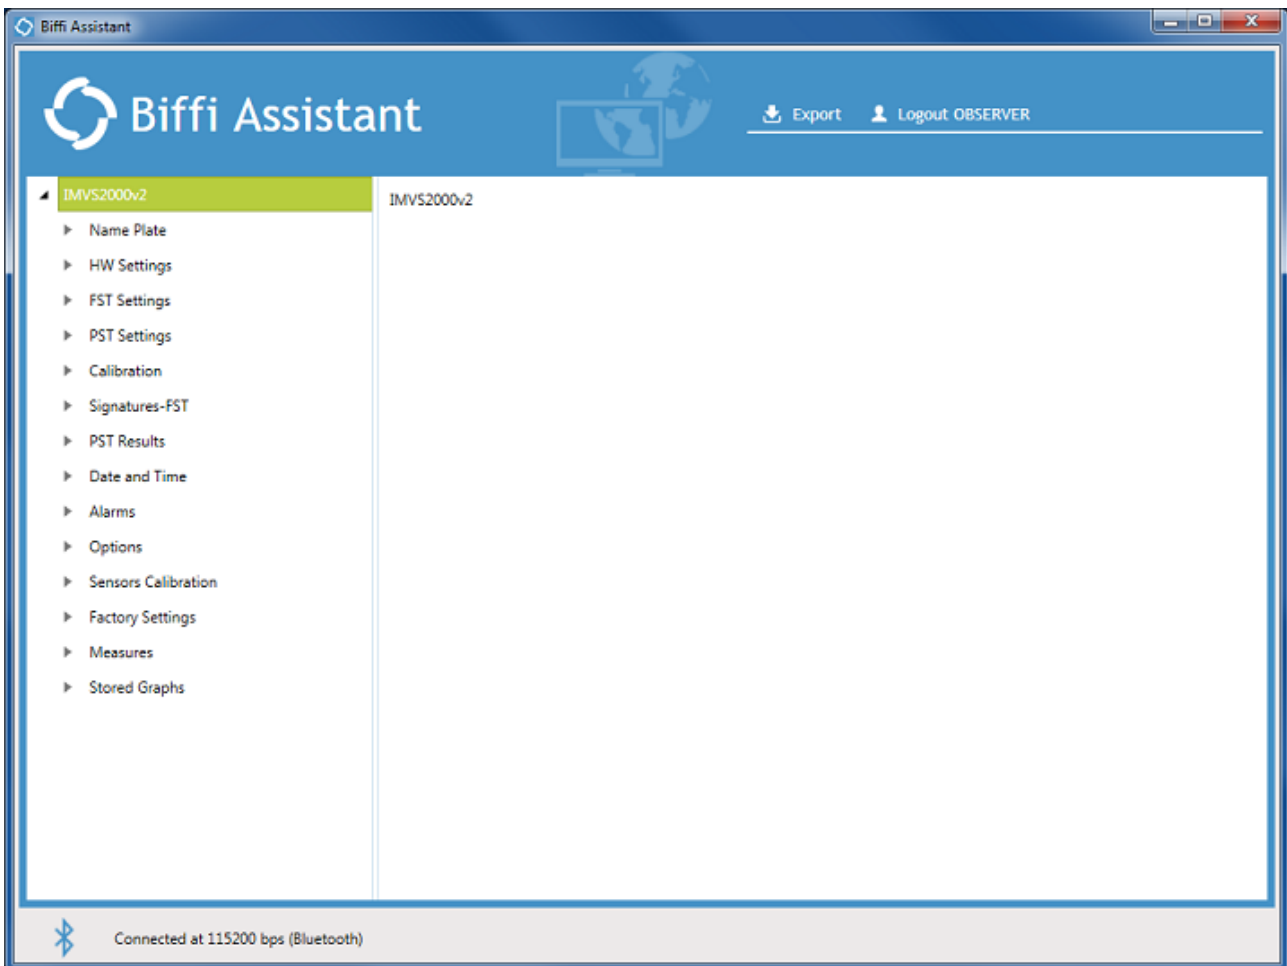 Biffi Assistant
Biffi Assistant
Export Logout OBSERVER
IMVS2000v2
Name Plate
HW Settings
FST Settings
PST Settings
Calibration
Signatures-FST
PST Results
Date and Time
Alarms
Options
Sensors Calibration
Factory Settings
Measures
Stored Graphs
IMVS2000v2
Connected at 115200 bps (Bluetooth)